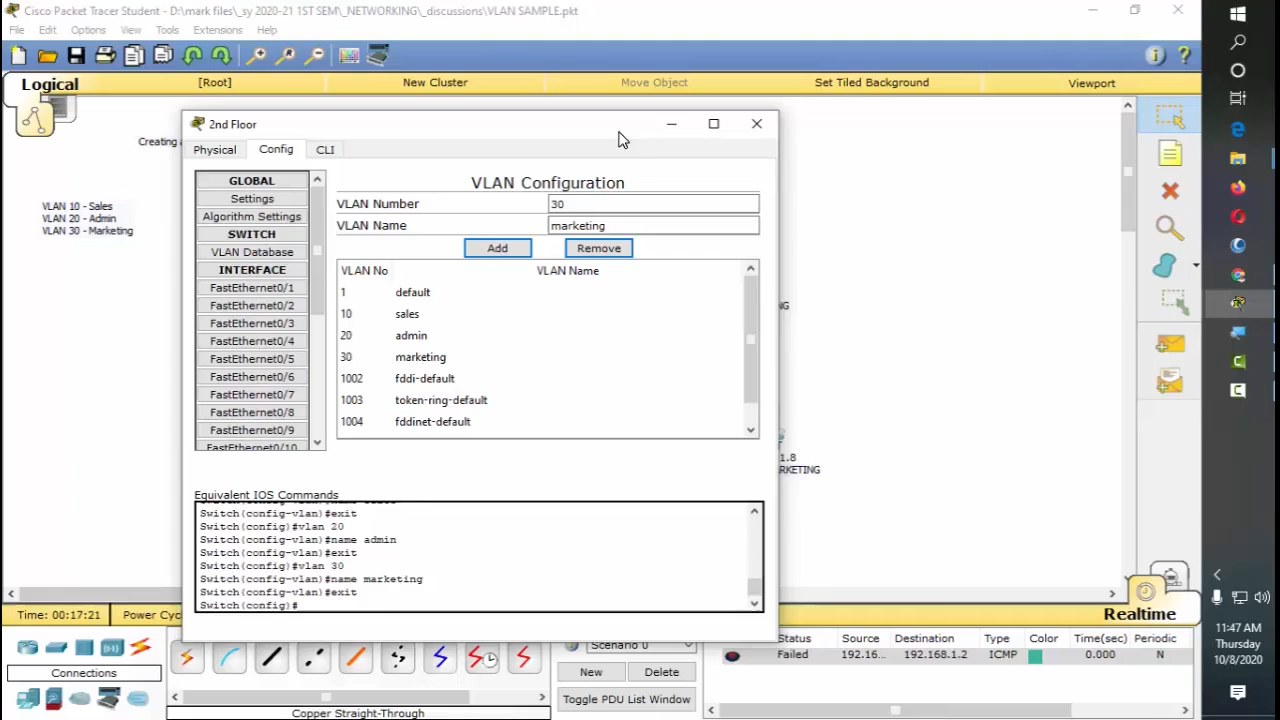 Cisco Packet Tracer Student - D:\mark files\_sy 2020-21 1ST SEM\_NETWORKING\_discussions\VLAN SAMPLE.pkt
File Edit Options View Tools Extensions Help
Logical [Root] New Cluster Move Object Set Tiled Background Viewport
Creating
VLAN 10 - Sales
VLAN 20 - Admin
VLAN 30 - Marketing
2nd Floor
Physical Config CLI
GLOBAL
Settings
Algorithm Settings
SWITCH
VLAN Database
INTERFACE
FastEthernet0/1
FastEthernet0/2
FastEthernet0/3
FastEthernet0/4
FastEthernet0/5
FastEthernet0/6
FastEthernet0/7
FastEthernet0/8
FastEthernet0/9
FastEthernet0/10
VLAN Configuration
VLAN Number 30
VLAN Name marketing
Add Remove
VLAN No VLAN Name
1 default
10 sales
20 admin
30 marketing
1002 fddi-default
1003 token-ring-default
1004 fddinet-default
NG
1.8
MARKETING
Equivalent IOS Commands
Switch(config-vlan)#exit
Switch(config)#vlan 20
Switch(config-vlan)#name admin
Switch(config-vlan)#exit
Switch(config)#vlan 30
Switch(config-vlan)#name marketing
Switch(config-vlan)#exit
Switch(config)#
Time: 00:17:21 Power Cyc
Realtime
Connections
Copper Straight-Through
Scenario 0
New Delete
Toggle PDU List Window
Status Source Destination Type Color Time(sec) Periodic
Failed 192.16... 192.168.1.2 ICMP 0.000 N
11:47 AM
Thursday
10/8/2020